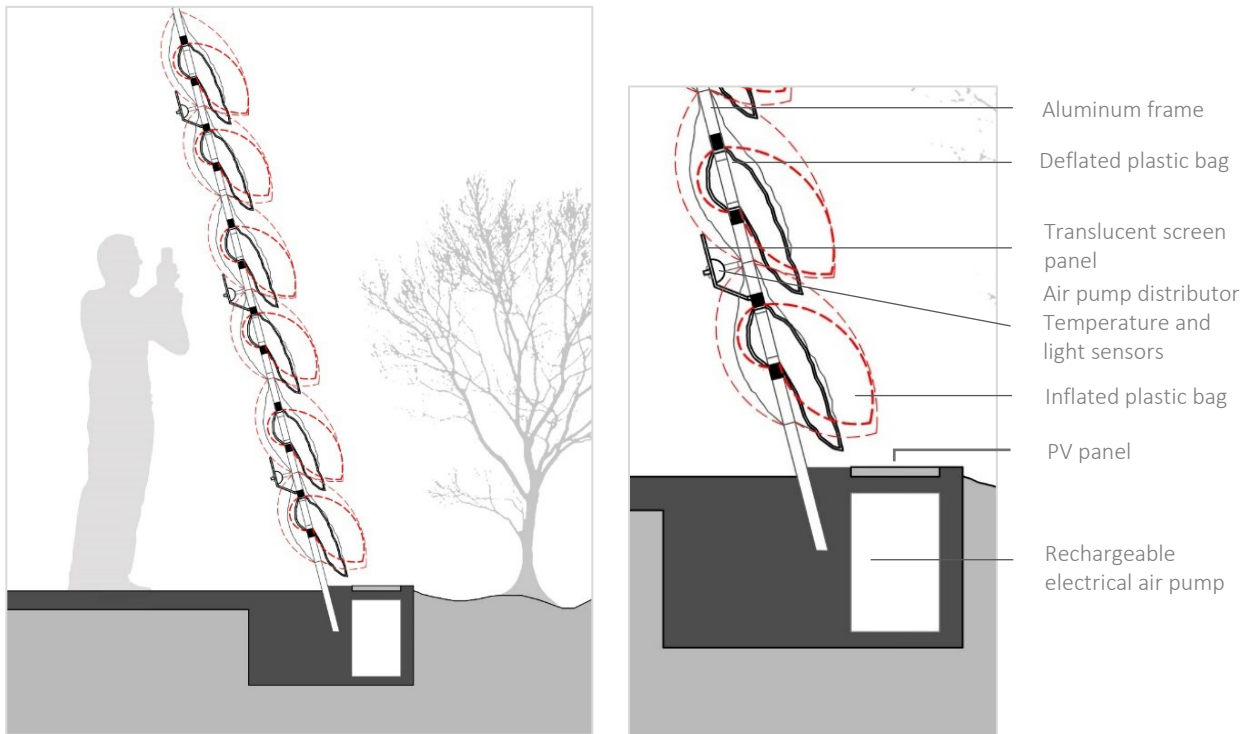 Aluminum frame
Deflated plastic bag
Translucent screen
panel
Air pump distributor
Temperature and
light sensors
Inflated plastic bag
PV panel
Rechargeable
electrical air pump